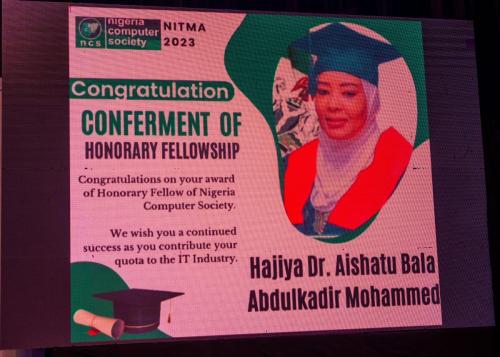 nigeria
computer
society
ncs
NITMA
2023
Congratulation
CONFERMENT OF
HONORARY FELLOWSHIP
Congratulations on your award
of Honorary Fellow of Nigeria
Computer Society.
We wish you a continued
success as you contribute your
quota to the IT Industry.
Hajiya Dr. Aishatu Bala
Abdulkadir Mohammed